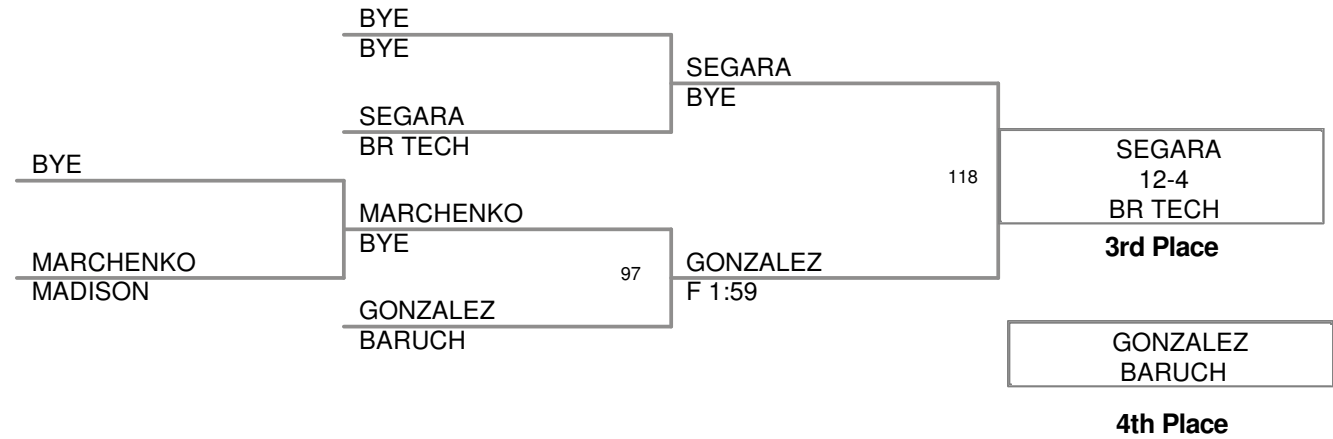 BYE
BYE
SEGARA
BYE
SEGARA
BR TECH
BYE
118
SEGARA
12-4
BR TECH
3rd Place
MARCHENKO
BYE
MARCHENKO
MADISON
97
GONZALEZ
F 1:59
GONZALEZ
BARUCH
GONZALEZ
BARUCH
4th Place